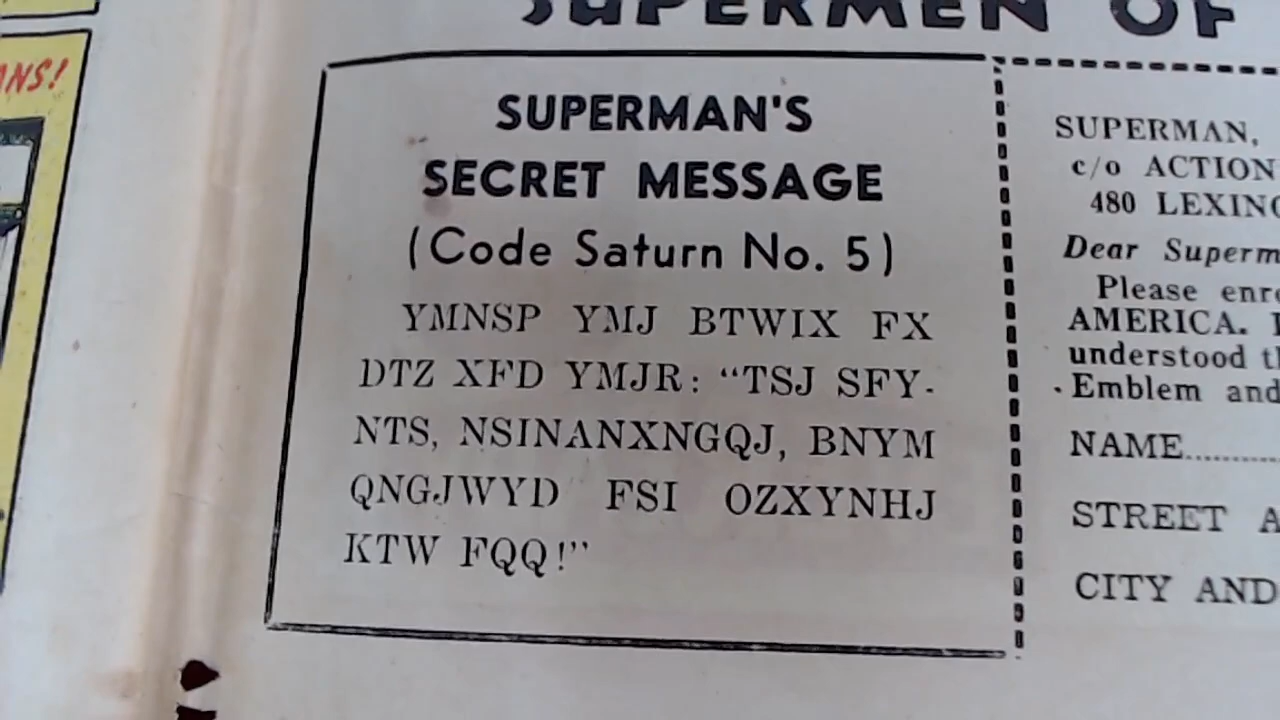 SUPERMEN OF
ANS!
SUPERMAN'S
SECRET MESSAGE
(Code Saturn No. 5)
YMNSP YMJ BTWIX FX
DTZ XFD YMJR: “TSJ SFY-
NTS, NSINANXNGQJ, BNYM
QNGJWYD FSI OZXYNHJ
KTW FQQ!”
SUPERMAN,
c/o ACTION
480 LEXING
Dear Superm
Please enr
AMERICA.
understood th
Emblem and
NAME
STREET A
CITY AND